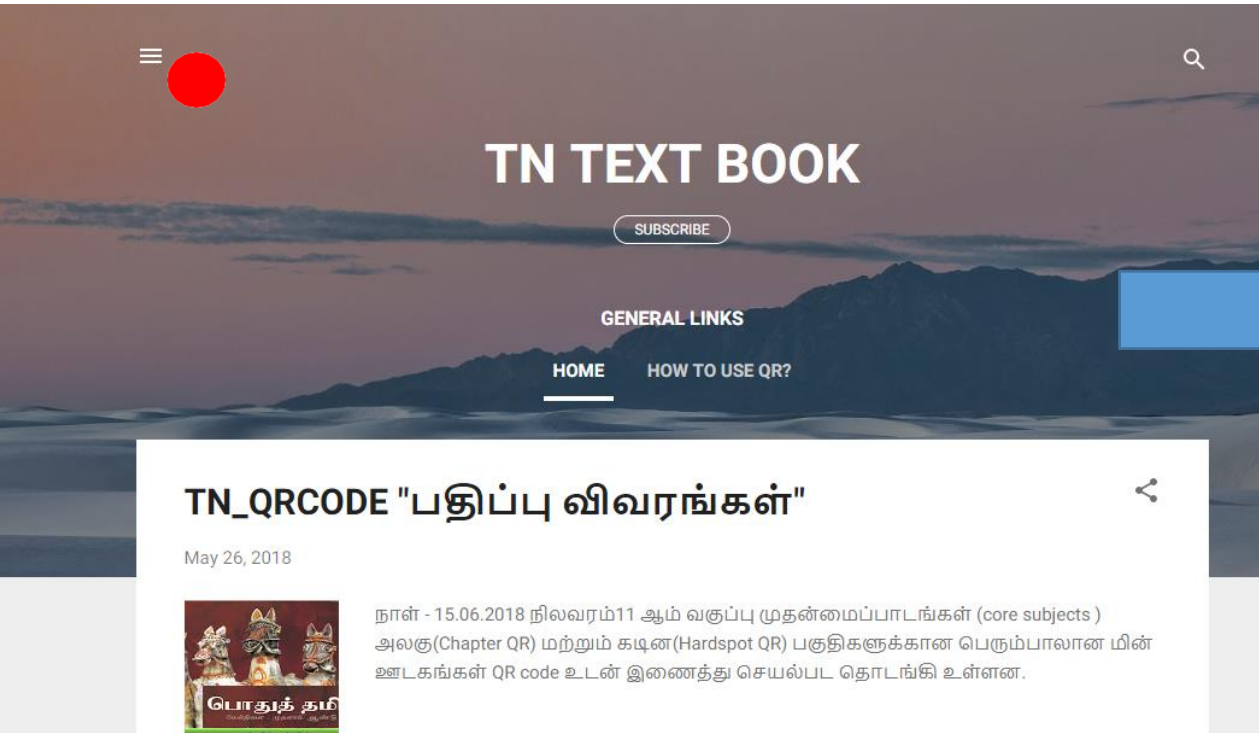 TN TEXT BOOK
SUBSCRIBE
GENERAL LINKS
HOME HOW TO USE QR?
TN_QRCODE "பதிப்பு விவரங்கள்"
May 26, 2018
நாள் - 15.06.2018 நிலவரம்11 ஆம் வகுப்பு முதன்மைப்பாடங்கள் (core subjects )
அலகு(Chapter QR) மற்றும் கடின(Hardspot QR) பகுதிகளுக்கான பெரும்பாலான மின்
ஊடகங்கள் QR code உடன் இணைத்து செயல்பட தொடங்கி உள்ளன.
பொதுத் தமி